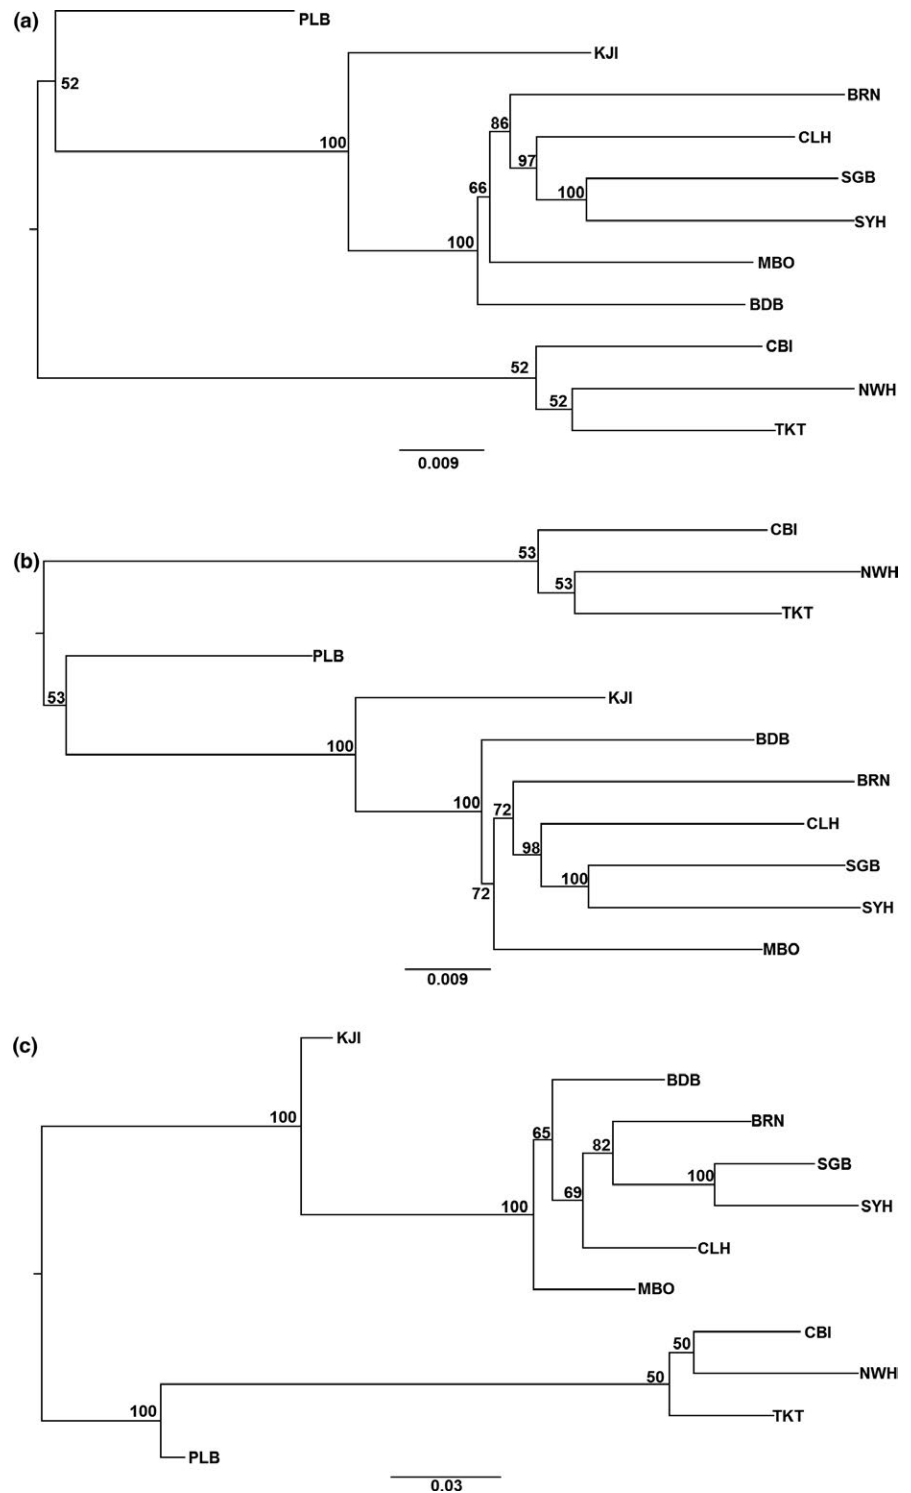 (a)
PLB
52
KJI
100
BRN
86
CLH
97
SGB
100
66
SYH
100
MBO
BDB
CBI
52
NWH
52
TKT
0.009
CBI
(b)
53
NWH
53
TKT
PLB
53
KJI
100
BDB
BRN
100
72
CLH
98
SGB
100
72
SYH
MBO
0.009
(c)
KJI
BDB
100
BRN
65
82
SGB
100
69
SYH
100
CLH
MBO
CBI
50
NWH
50
TKT
100
PLB
0.03